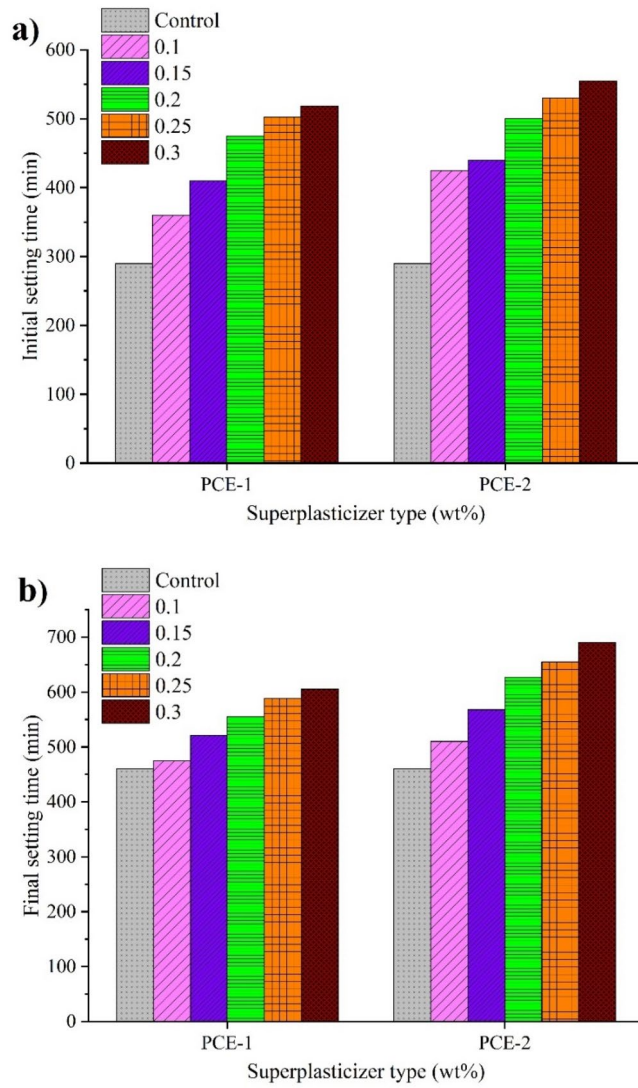 a)
Control
0.1
0.15
0.2
0.25
0.3
600
500
400
300
200
100
0
Initial setting time (min)
PCE-1 PCE-2
Superplasticizer type (wt%)
b)
Control
0.1
0.15
0.2
0.25
0.3
700
600
500
400
300
200
100
0
Final setting time (min)
PCE-1 PCE-2
Superplasticizer type (wt%)